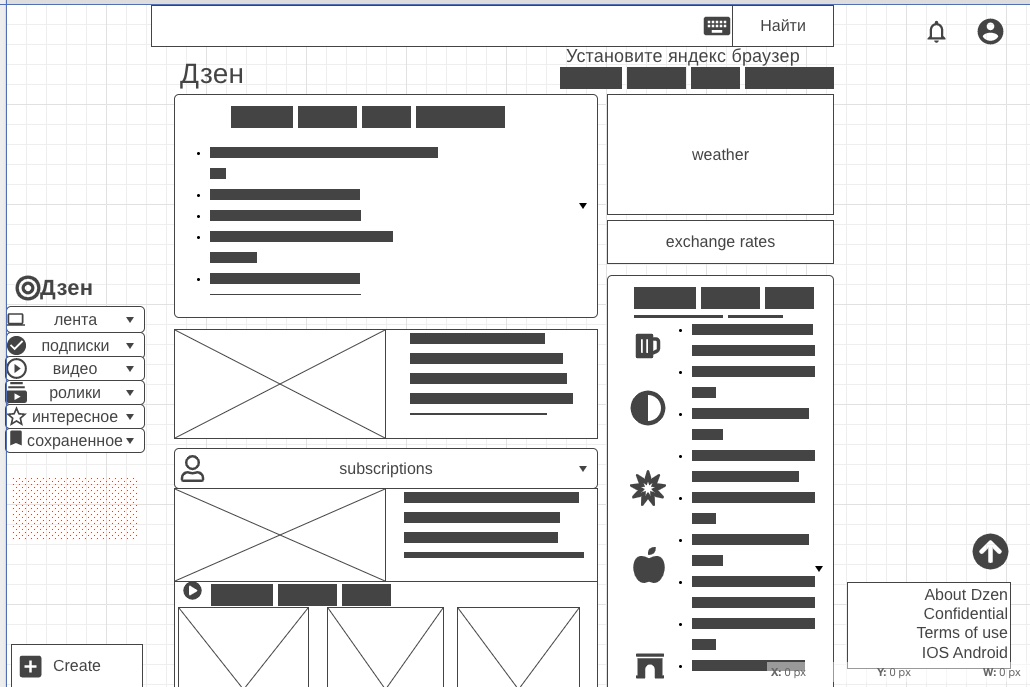 Найти
Установите яндекс браузер
Дзен
weather
exchange rates
Дзен
лента
подписки
видео
ролики
интересное
сохраненное
subscriptions
Create
About Dzen
Confidential
Terms of use
IOS Android
X: 0 px Y: 0 px W: 0 px